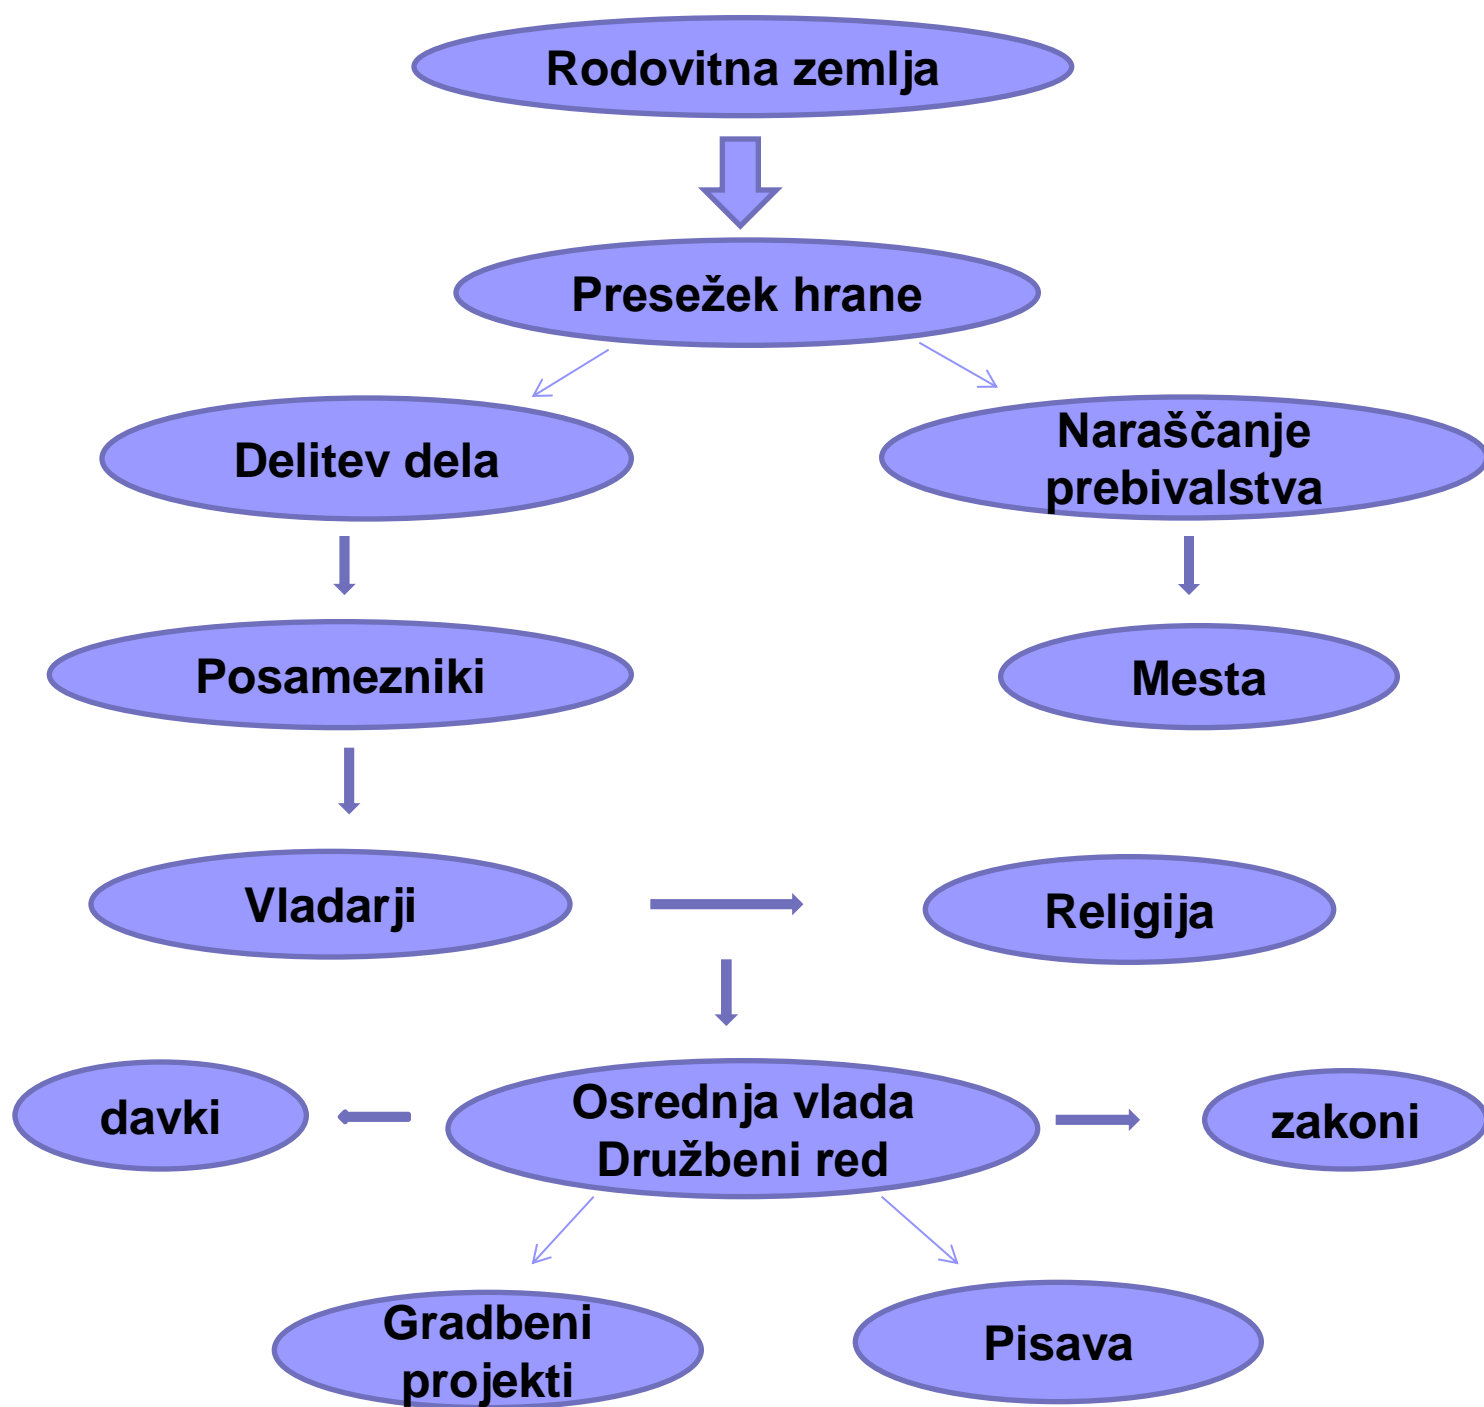 Rodovitna zemlja
Presežek hrane
Delitev dela
Naraščanje
prebivalstva
Posamezniki
Mesta
Vladarji
Religija
davki
Osrednja vlada
Družbeni red
zakoni
Gradbeni
projekti
Pisava